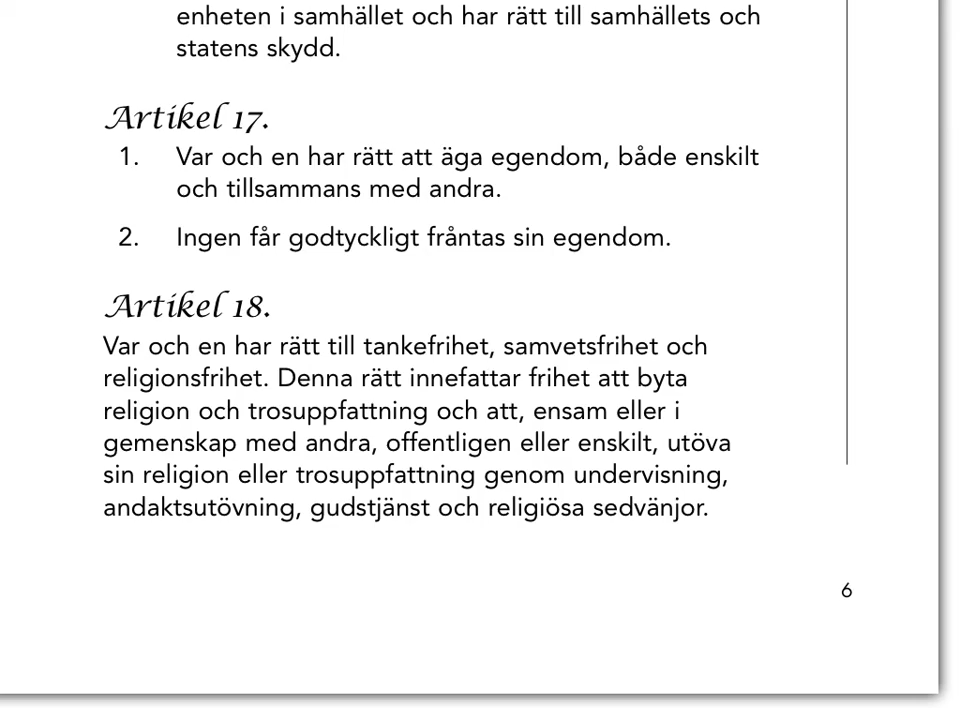 enheten i samhället och har rätt till samhällets och
statens skydd.
Artikel 17.
1. Var och en har rätt att äga egendom, både enskilt
och tillsammans med andra.
2. Ingen får godtyckligt fråntas sin egendom.
Artikel 18.
Var och en har rätt till tankefrihet, samvetsfrihet och
religionsfrihet. Denna rätt innefattar frihet att byta
religion och trosuppfattning och att, ensam eller i
gemenskap med andra, offentligen eller enskilt, utöva
sin religion eller trosuppfattning genom undervisning,
andaktsutövning, gudstjänst och religiösa sedvänjor.
6